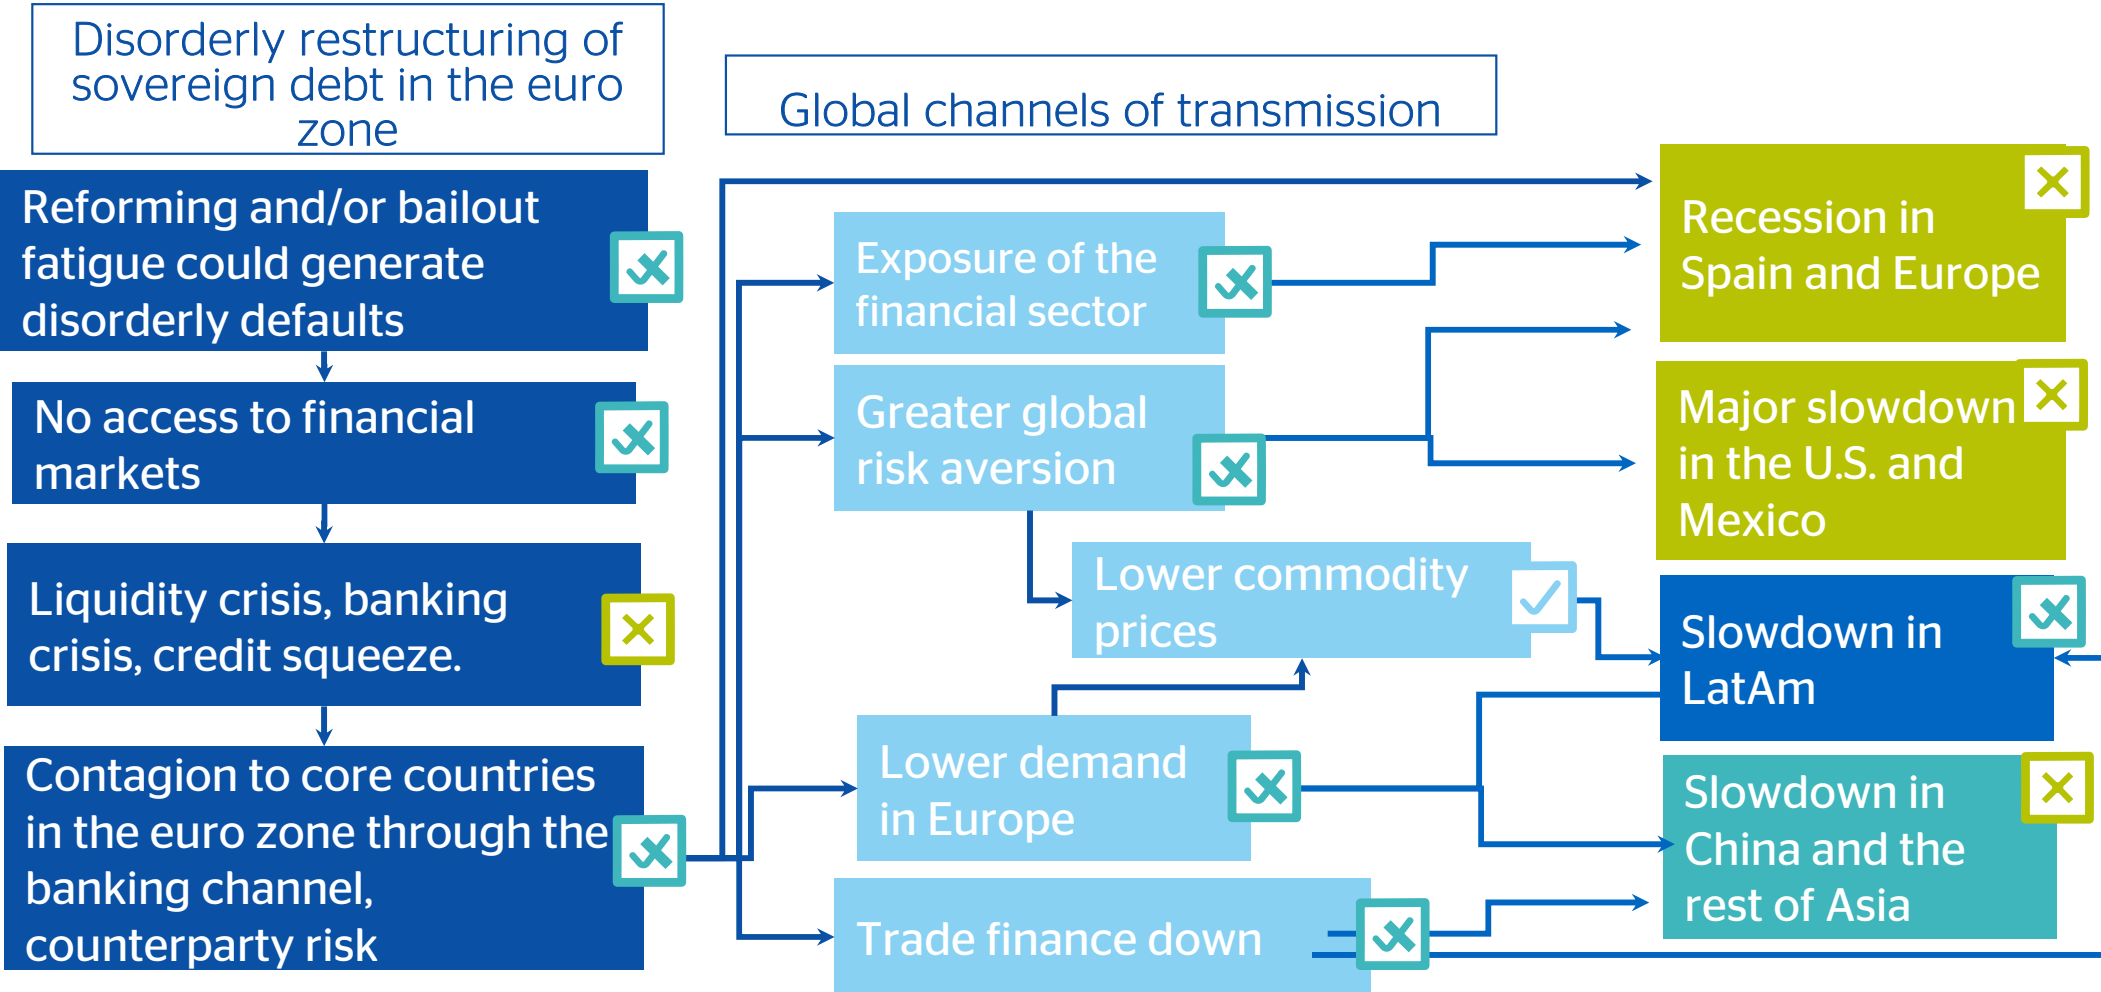 Disorderly restructuring of
sovereign debt in the euro
zone
Global channels of transmission
Reforming and/or bailout
fatigue could generate
disorderly defaults
No access to financial
markets
Liquidity crisis, banking
crisis, credit squeeze.
Contagion to core countries
in the euro zone through the
banking channel,
counterparty risk
Exposure of the
financial sector
Greater global
risk aversion
Lower commodity
prices
Lower demand
in Europe
Trade finance down
Recession in
Spain and Europe
Major slowdown
in the U.S. and
Mexico
Slowdown in
LatAm
Slowdown in
China and the
rest of Asia